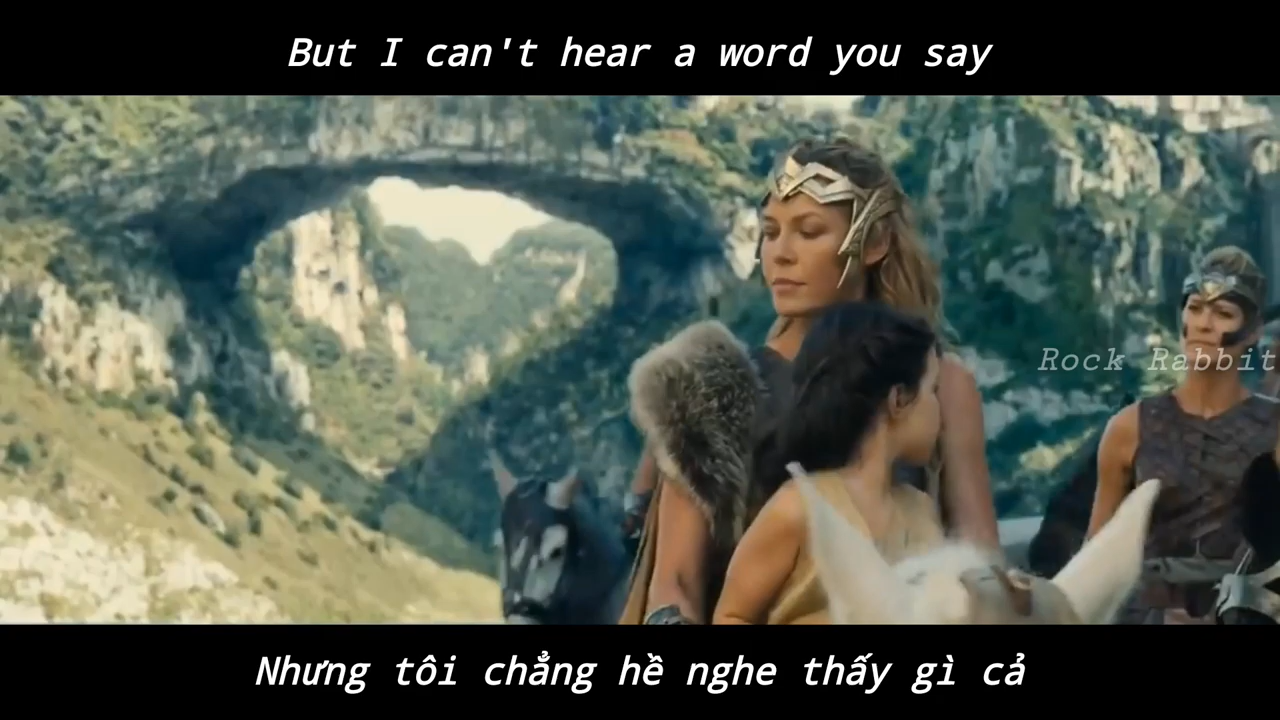 But I can't hear a word you say
Rock Rabbit
Nhưng tôi chẳng hề nghe thấy gì cả